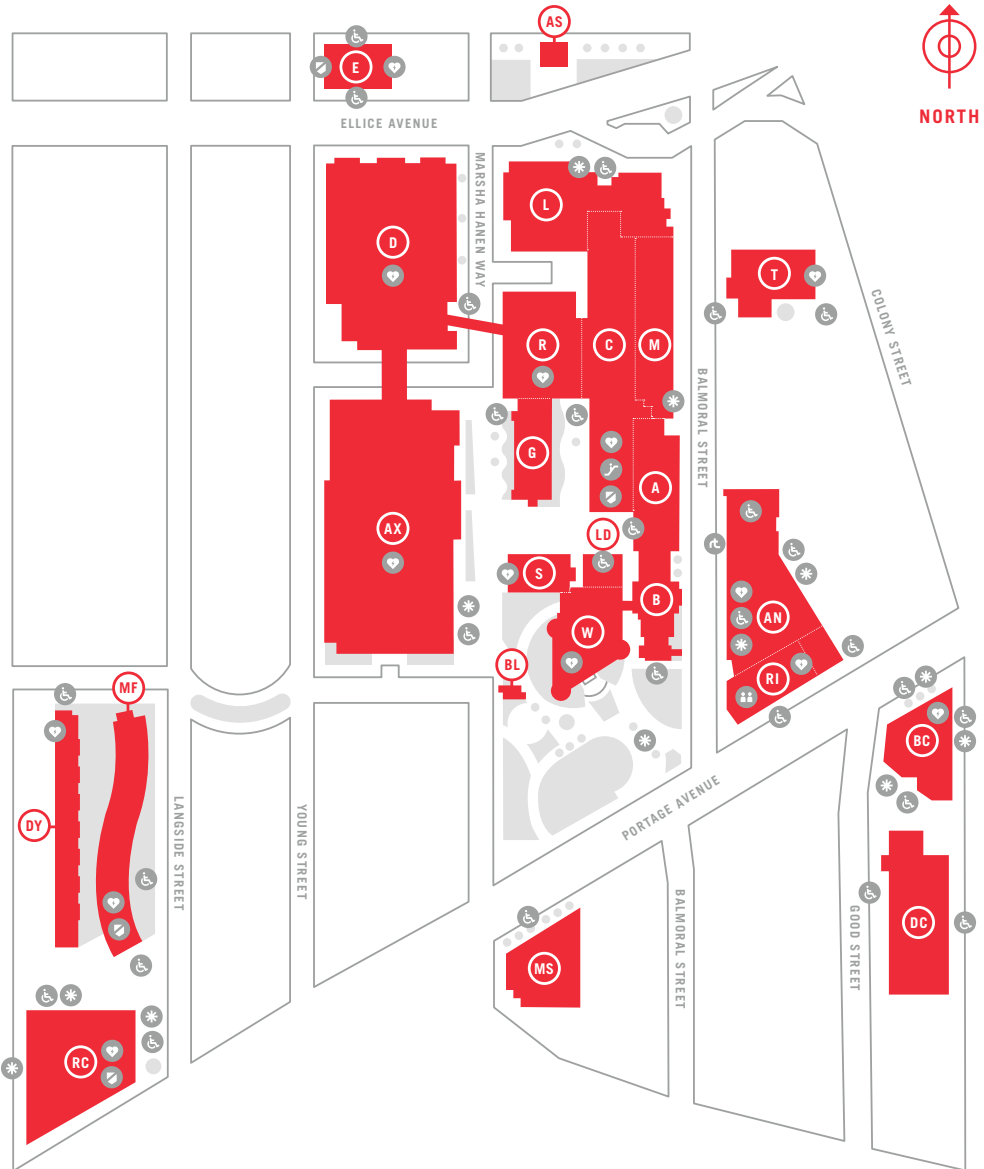 AS
E
NORTH
ELLICE AVENUE
MARSHA HANEN WAY
L
D
T
COLONY STREET
R
C
M
BALMORAL STREET
G
A
AX
LD
S
B
W
AN
BL
RI
MF
BC
DY
LANGSIDE STREET
YOUNG STREET
PORTAGE AVENUE
BALMORAL STREET
GOOD STREET
DC
MS
RC